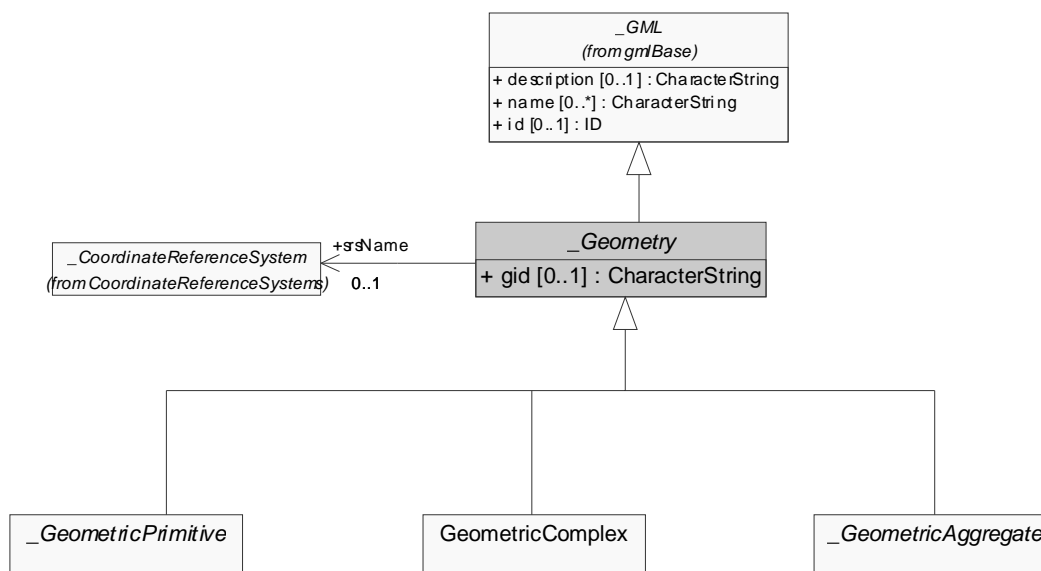 _GML
(from gmlBase)
+ description [0..1] : CharacterString
+ name [0..*] : CharacterString
+ id [0..1] : ID
+srsName
0..1
_CoordinateReferenceSystem
(from CoordinateReferenceSystems)
_Geometry
+ gid [0..1] : CharacterString
_GeometricPrimitive
GeometricComplex
_GeometricAggregate